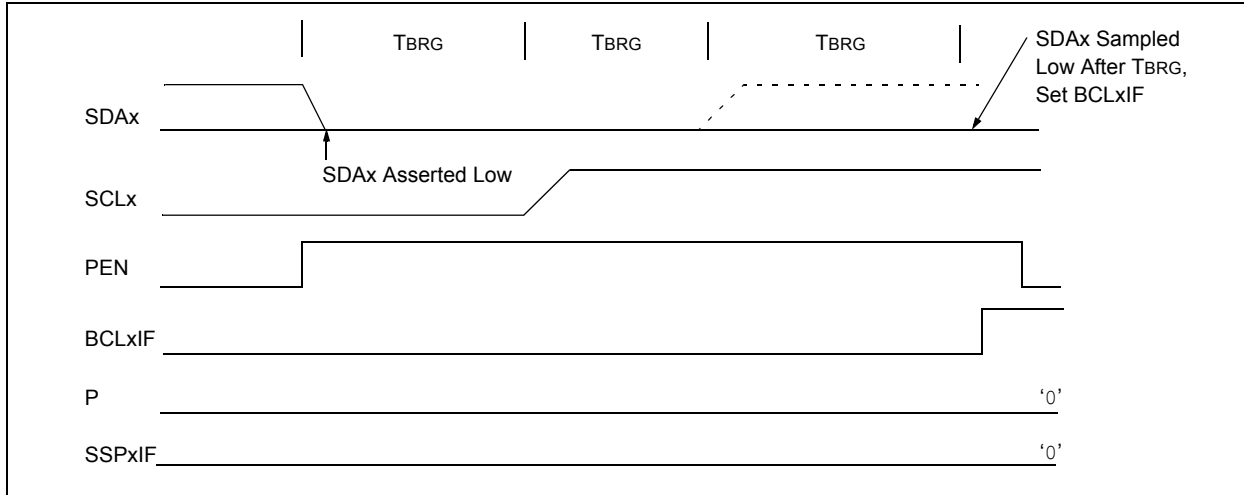 TBRG TBRG TBRG
SDAx Sampled
Low After TBRG,
Set BCLxIF
SDAx
SDAx Asserted Low
SCLx
PEN
BCLxIF
P
‘0’
SSPxIF
‘0’